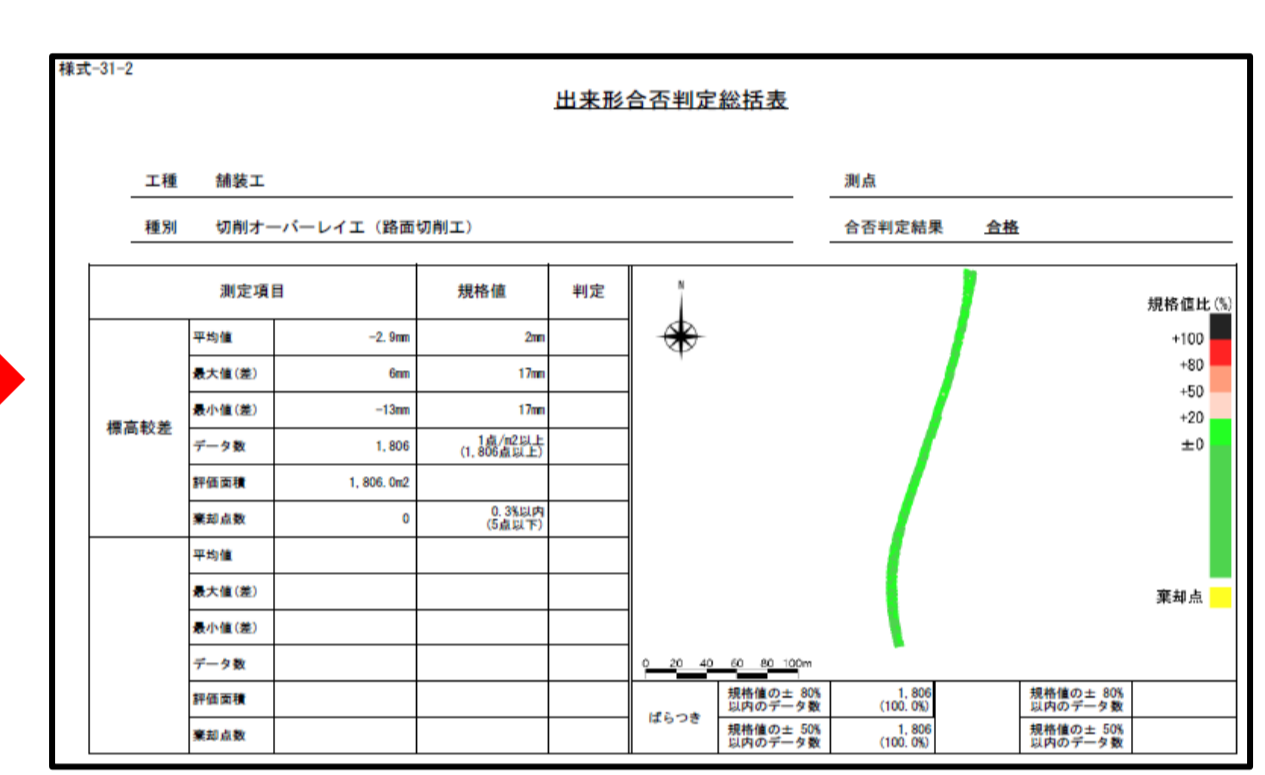 様式-31-2
出来形合否判定総括表
工種 舗装工
測点
種別 切削オーバーレイエ（路面切削工）
合否判定結果 合格
測定項目 規格値 判定
標高較差
平均値 -2.9mm 2mm
最大値(差) 6mm 17mm
最小値(差) -13mm 17mm
データ数 1,806 1点/m2以上
(1,806点以上)
評価面積 1,806.0m2
棄却点数 0 0.3%以内
(5点以下)
平均値
最大値(差)
最小値(差)
データ数
評価面積
棄却点数
N
規格値比(%)
+100
+80
+50
+20
±0
棄却点
0 20 40 60 80 100m
ばらつき
規格値の± 80%
以内のデータ数
1,806
(100.0%)
規格値の± 80%
以内のデータ数
規格値の± 50%
以内のデータ数
1,806
(100.0%)
規格値の± 50%
以内のデータ数